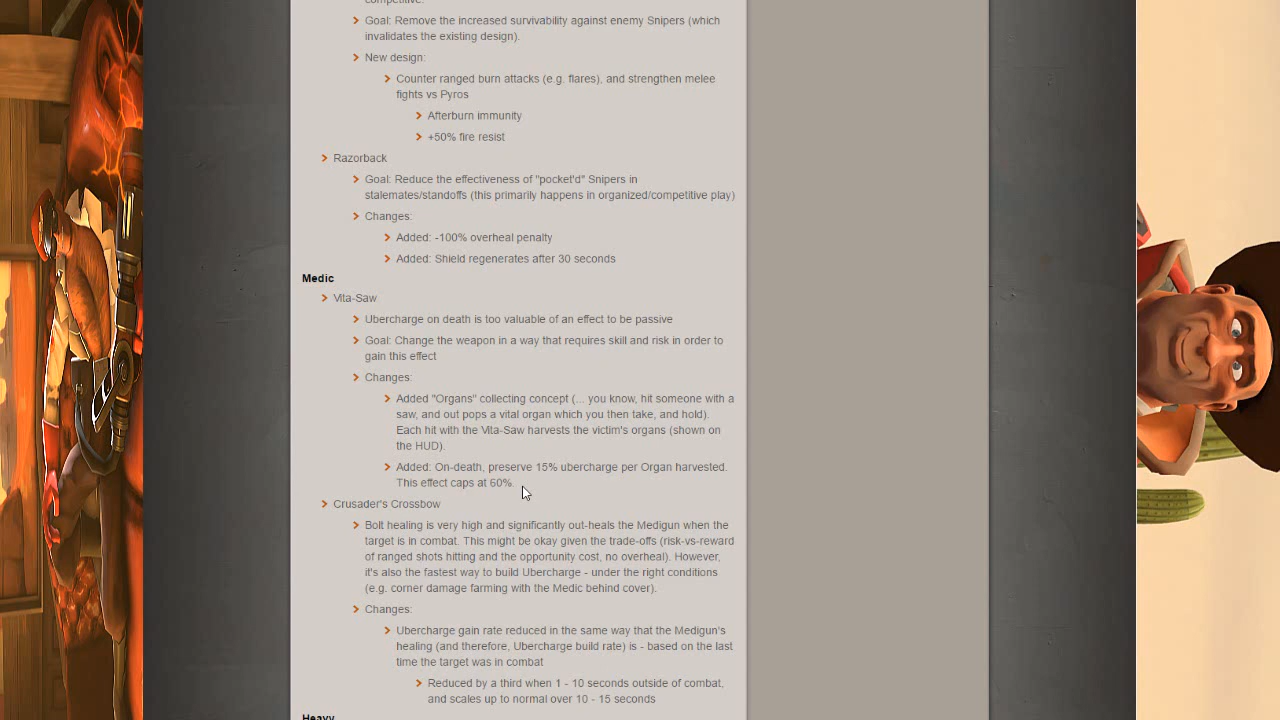 competitive.
Goal: Remove the increased survivability against enemy Snipers (which
invalidates the existing design).
New design:
Counter ranged burn attacks (e.g. flares), and strengthen melee
fights vs Pyros
Afterburn immunity
+50% fire resist
Razorback
Goal: Reduce the effectiveness of "pocket'd" Snipers in
stalemates/standoffs (this primarily happens in organized/competitive play)
Changes:
Added: -100% overheal penalty
Added: Shield regenerates after 30 seconds
Medic
Vita-Saw
Ubercharge on death is too valuable of an effect to be passive
Goal: Change the weapon in a way that requires skill and risk in order to
gain this effect
Changes:
Added "Organs" collecting concept (... you know, hit someone with a
saw, and out pops a vital organ which you then take, and hold).
Each hit with the Vita-Saw harvests the victim's organs (shown on
the HUD).
Added: On-death, preserve 15% ubercharge per Organ harvested.
This effect caps at 60%.
Crusader's Crossbow
Bolt healing is very high and significantly out-heals the Medigun when the
target is in combat. This might be okay given the trade-offs (risk-vs-reward
of ranged shots hitting and the opportunity cost, no overheal). However,
it's also the fastest way to build Ubercharge - under the right conditions
(e.g. corner damage farming with the Medic behind cover).
Changes:
Ubercharge gain rate reduced in the same way that the Medigun's
healing (and therefore, Ubercharge build rate) is - based on the last
time the target was in combat
Reduced by a third when 1 - 10 seconds outside of combat,
and scales up to normal over 10 - 15 seconds
Heavy